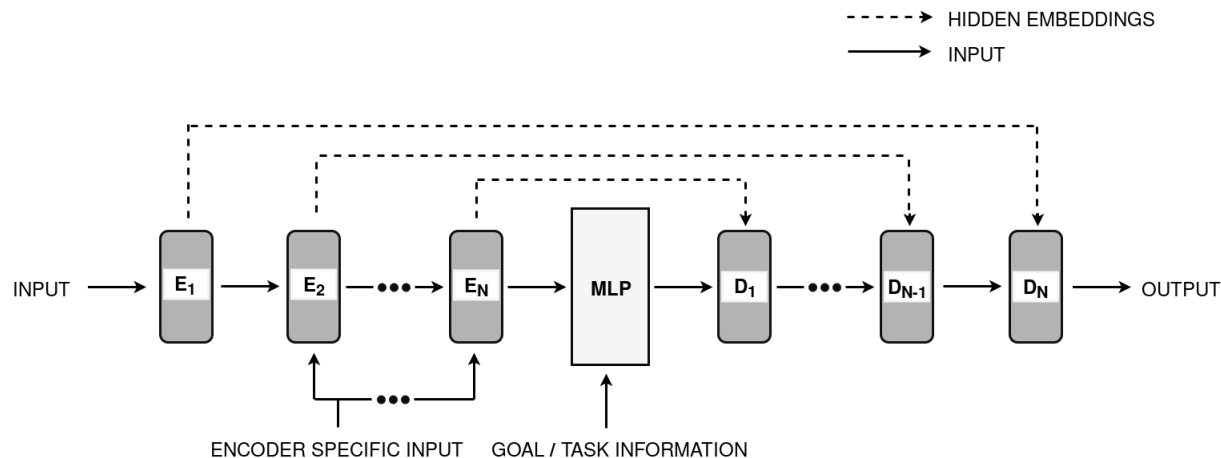 HIDDEN EMBEDDINGS
INPUT
INPUT
E1
E2
EN
MLP
D1
DN-1
DN
OUTPUT
ENCODER SPECIFIC INPUT
GOAL / TASK INFORMATION